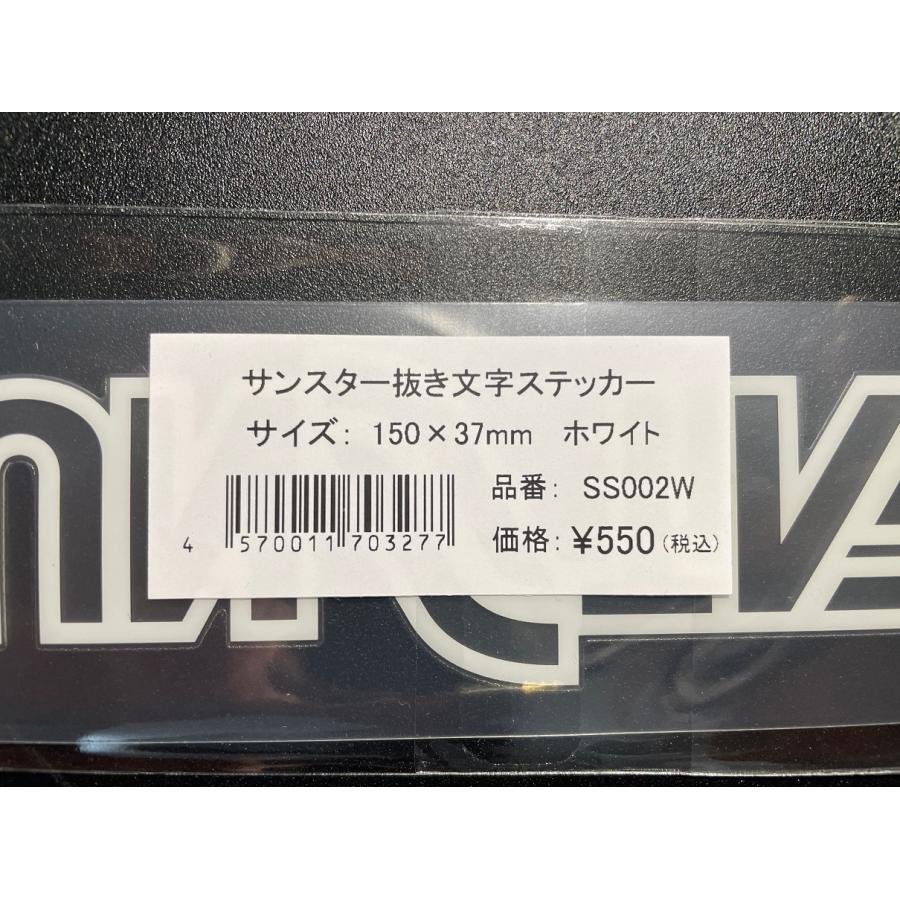 サンスター抜き文字ステッカー
サイズ: 150×37mm ホワイト
品番: SS002W
価格: ¥550(税込)
4 570011 703277